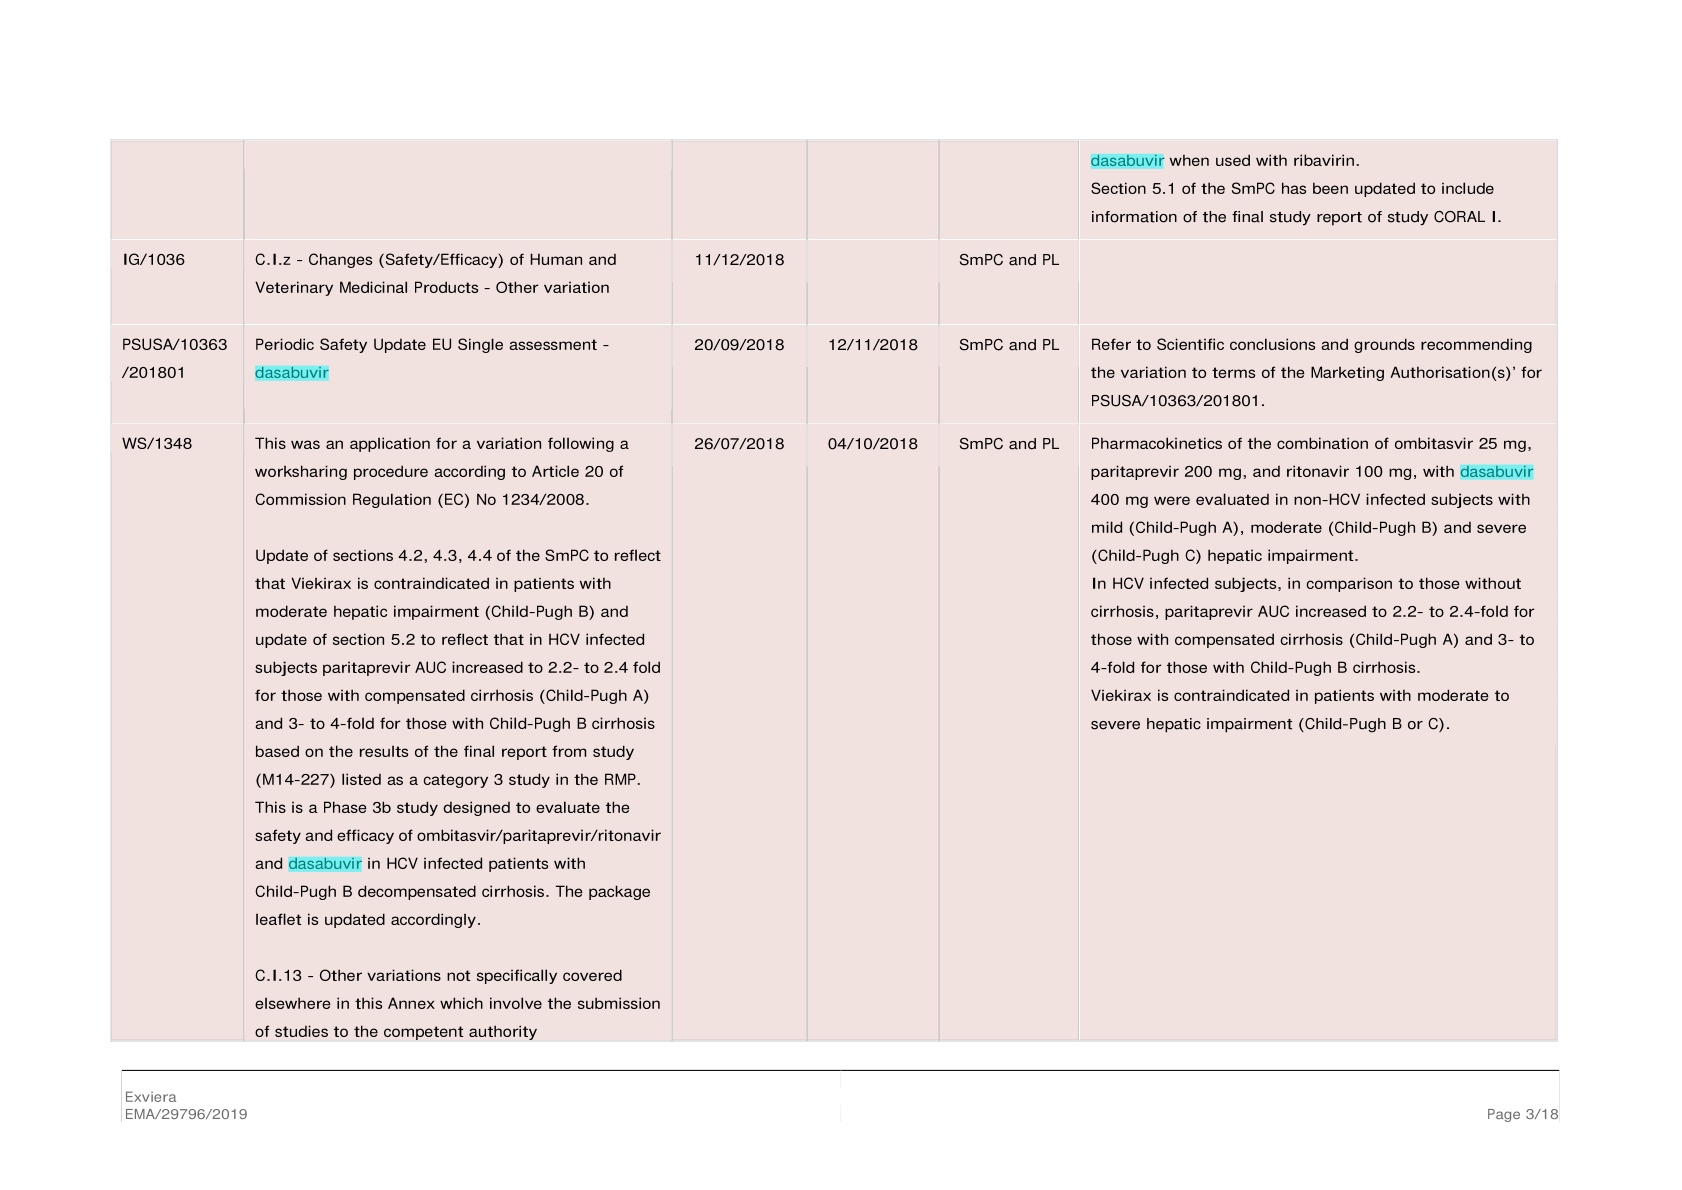 dasabuvir when used with ribavirin.
Section 5.1 of the SmPC has been updated to include
information of the final study report of study CORAL I.
IG/1036
C.I.z - Changes (Safety/Efficacy) of Human and
Veterinary Medicinal Products - Other variation
11/12/2018
SmPC and PL
PSUSA/10363
/201801
Periodic Safety Update EU Single assessment -
dasabuvir
20/09/2018
12/11/2018
SmPC and PL
Refer to Scientific conclusions and grounds recommending
the variation to terms of the Marketing Authorisation(s)’ for
PSUSA/10363/201801.
WS/1348
This was an application for a variation following a
worksharing procedure according to Article 20 of
Commission Regulation (EC) No 1234/2008.
Update of sections 4.2, 4.3, 4.4 of the SmPC to reflect
that Viekirax is contraindicated in patients with
moderate hepatic impairment (Child-Pugh B) and
update of section 5.2 to reflect that in HCV infected
subjects paritaprevir AUC increased to 2.2- to 2.4 fold
for those with compensated cirrhosis (Child-Pugh A)
and 3- to 4-fold for those with Child-Pugh B cirrhosis
based on the results of the final report from study
(M14-227) listed as a category 3 study in the RMP.
This is a Phase 3b study designed to evaluate the
safety and efficacy of ombitasvir/paritaprevir/ritonavir
and dasabuvir in HCV infected patients with
Child-Pugh B decompensated cirrhosis. The package
leaflet is updated accordingly.
C.I.13 - Other variations not specifically covered
elsewhere in this Annex which involve the submission
of studies to the competent authority
26/07/2018
04/10/2018
SmPC and PL
Pharmacokinetics of the combination of ombitasvir 25 mg,
paritaprevir 200 mg, and ritonavir 100 mg, with dasabuvir
400 mg were evaluated in non-HCV infected subjects with
mild (Child-Pugh A), moderate (Child-Pugh B) and severe
(Child-Pugh C) hepatic impairment.
In HCV infected subjects, in comparison to those without
cirrhosis, paritaprevir AUC increased to 2.2- to 2.4-fold for
those with compensated cirrhosis (Child-Pugh A) and 3- to
4-fold for those with Child-Pugh B cirrhosis.
Viekirax is contraindicated in patients with moderate to
severe hepatic impairment (Child-Pugh B or C).
Exviera
EMA/29796/2019
Page 3/18